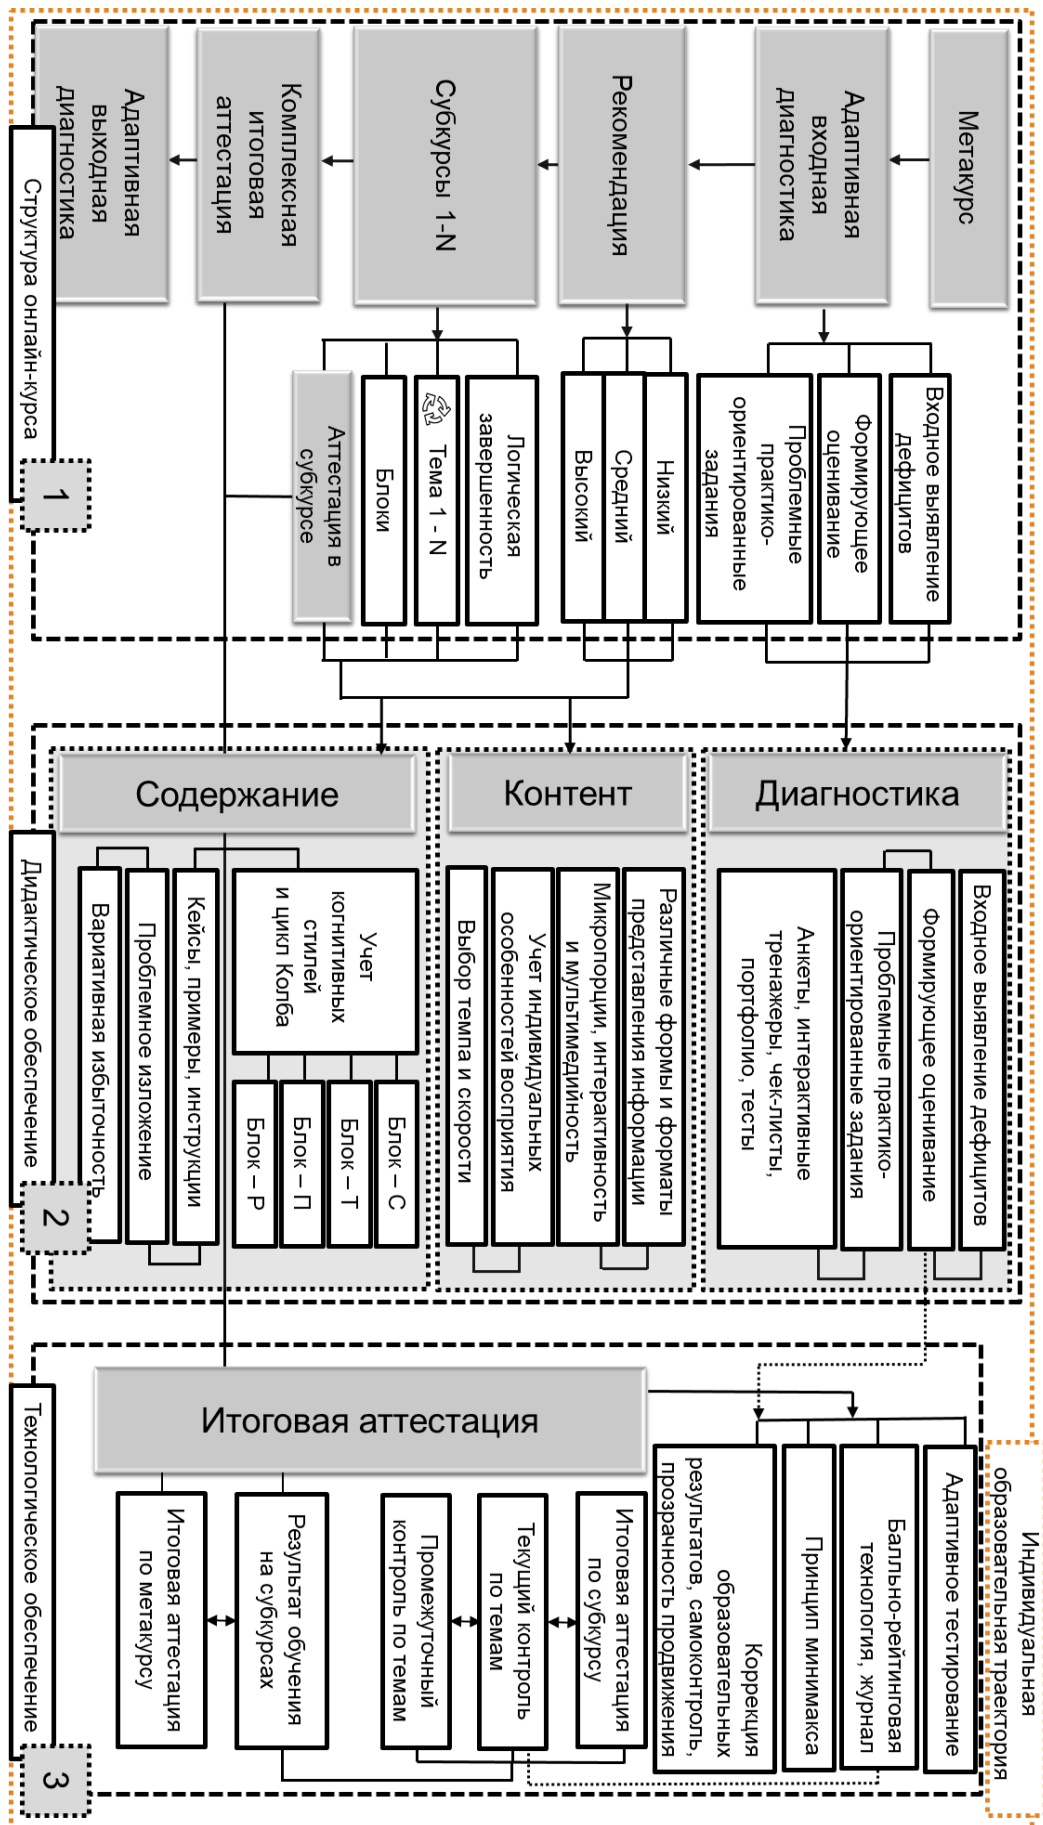 Индивидуальная
образовательная траектория
Метакурс
Адаптивная
входная
диагностика
Рекомендация
Субкурсы 1-N
Комплексная
итоговая
аттестация
Адаптивная
выходная
диагностика
Структура онлайн-курса
1
Входное выявление
дефицитов
Формирующее
оценивание
Проблемные
практико-
ориентированные
задания
Низкий
Средний
Высокий
Логическая
завершенность
Тема 1 - N
Блоки
Аттестация в
субкурсе
Диагностика
Контент
Содержание
Дидактическое обеспечение
2
Входное выявление дефицитов
Формирующее оценивание
Проблемные практико-
ориентированные задания
Анкеты, интерактивные
тренажеры, чек-листы,
портфолио, тесты
Различные формы и форматы
представления информации
Микропорции, интерактивность
и мультимедийность
Учет индивидуальных
особенностей восприятия
Выбор темпа и скорости
Учет
когнитивных
стилей
и цикл Колба
Блок – С
Блок – Т
Блок – П
Блок – Р
Кейсы, примеры, инструкции
Проблемное изложение
Вариативная избыточность
Итоговая аттестация
Технологическое обеспечение
3
Адаптивное тестирование
Балльно-рейтинговая
технология, журнал
Принцип минимакса
Коррекция
образовательных
результатов, самоконтроль,
прозрачность продвижения
Итоговая аттестация
по субкурсу
Текущий контроль
по темам
Промежуточный
контроль по темам
Результат обучения
на субкурсах
Итоговая аттестация
по метакурсу